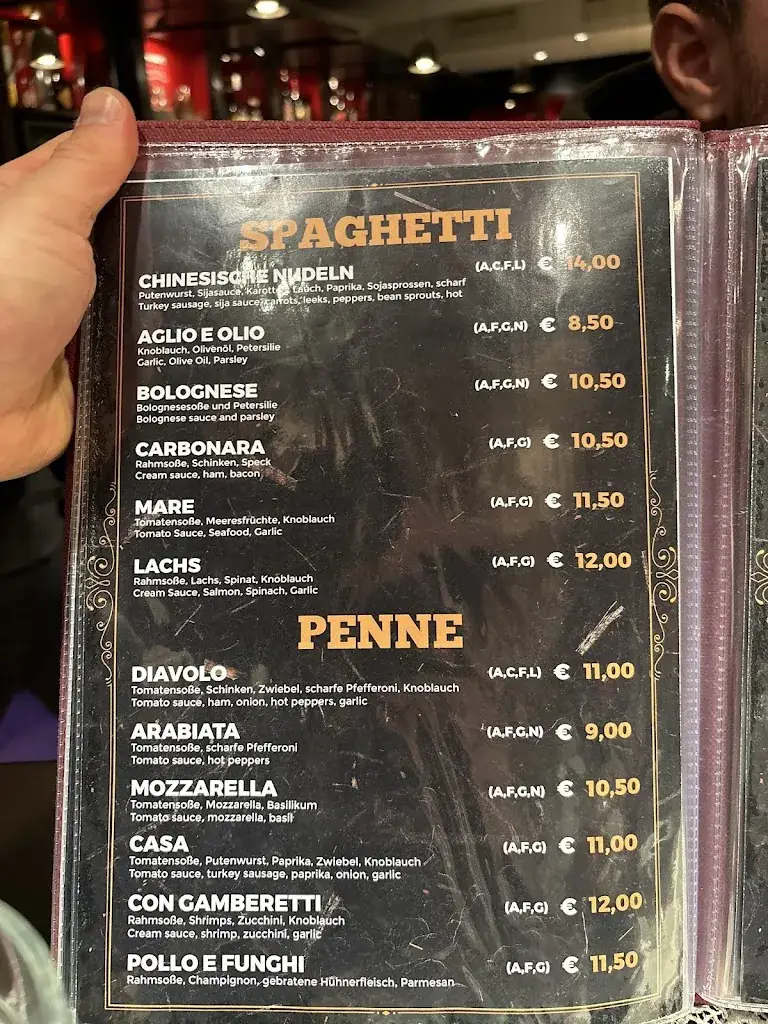 SPAGHETTI
CHINESISCHE NUDELN (A,C,F,L) € 14,00
Putenwurst, Sijasauce, Karotten, Lauch, Paprika, Sojasprossen, scharf
Turkey sausage, sija sauce, carrots, leeks, peppers, bean sprouts, hot
AGLIO E OLIO (A,F,G,N) € 8,50
Knoblauch, Olivenöl, Petersilie
Garlic, Olive Oil, Parsley
BOLOGNESE (A,F,G,N) € 10,50
Bolognesesoße und Petersilie
Bolognese sauce and parsley
CARBONARA (A,F,G) € 10,50
Rahmsoße, Schinken, Speck
Cream sauce, ham, bacon
MARE (A,F,G) € 11,50
Tomatensoße, Meeresfrüchte, Knoblauch
Tomato Sauce, Seafood, Garlic
LACHS (A,F,G) € 12,00
Rahmsoße, Lachs, Spinat, Knoblauch
Cream Sauce, Salmon, Spinach, Garlic
PENNE
DIAVOLO (A,C,F,L) € 11,00
Tomatensoße, Schinken, Zwiebel, scharfe Pfefferoni, Knoblauch
Tomato sauce, ham, onion, hot peppers, garlic
ARABIATA (A,F,G,N) € 9,00
Tomatensoße, scharfe Pfefferoni
Tomato sauce, hot peppers
MOZZARELLA (A,F,G,N) € 10,50
Tomatensoße, Mozzarella, Basilikum
Tomato sauce, mozzarella, basil
CASA (A,F,G) € 11,00
Tomatensoße, Putenwurst, Paprika, Zwiebel, Knoblauch
Tomato sauce, turkey sausage, paprika, onion, garlic
CON GAMBERETTI (A,F,G) € 12,00
Rahmsoße, Shrimps, Zucchini, Knoblauch
Cream sauce, shrimp, zucchini, garlic
POLLO E FUNGHI (A,F,G) € 11,50
Rahmsoße, Champignon, gebratene Hühnerfleisch, Parmesan